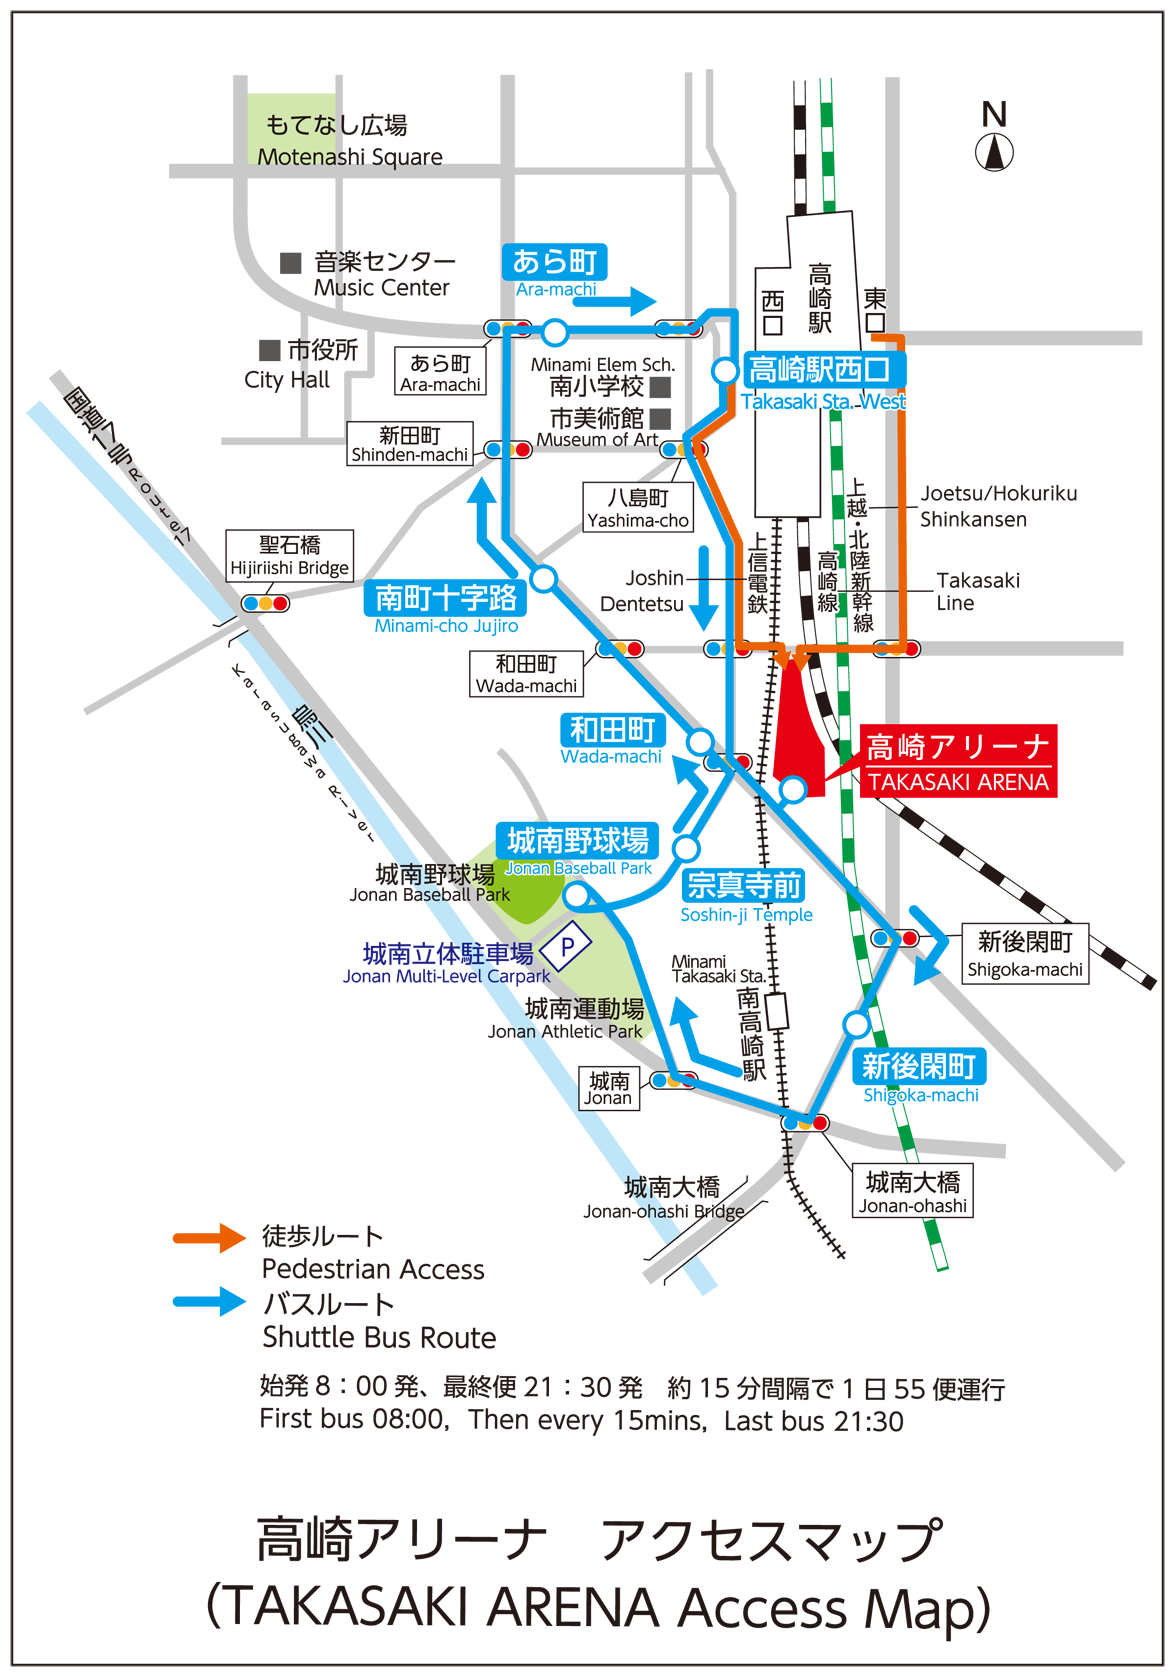 N
もてなし広場
Motenashi Square
音楽センター
Music Center
あら町
Ara-machi
高崎駅
西口
東口
市役所
City Hall
あら町
Ara-machi
Minami Elem Sch.
南小学校
市美術館
Museum of Art
高崎駅西口
Takasaki Sta. West
国道17号
Route 17
新田町
Shinden-machi
八島町
Yashima-cho
上越・北陸新幹線
Joetsu/Hokuriku
Shinkansen
聖石橋
Hijiriishi Bridge
上信電鉄
Joshin
Dentetsu
高崎線
Takasaki
Line
南町十字路
Minami-cho Jujiro
和田町
Wada-machi
烏川
Karasugawa River
和田町
Wada-machi
高崎アリーナ
TAKASAKI ARENA
城南野球場
Jonan Baseball Park
城南野球場
Jonan Baseball Park
宗真寺前
Soshin-ji Temple
城南立体駐車場
Jonan Multi-Level Carpark
P
新後閑町
Shigoka-machi
Minami
Takasaki Sta.
南高崎駅
城南運動場
Jonan Athletic Park
新後閑町
Shigoka-machi
城南
Jonan
城南大橋
Jonan-ohashi Bridge
城南大橋
Jonan-ohashi
徒歩ルート
Pedestrian Access
バスルート
Shuttle Bus Route
始発8：00発、最終便21：30発　約15分間隔で1日55便運行
First bus 08:00, Then every 15mins, Last bus 21:30
高崎アリーナ　アクセスマップ
(TAKASAKI ARENA Access Map)